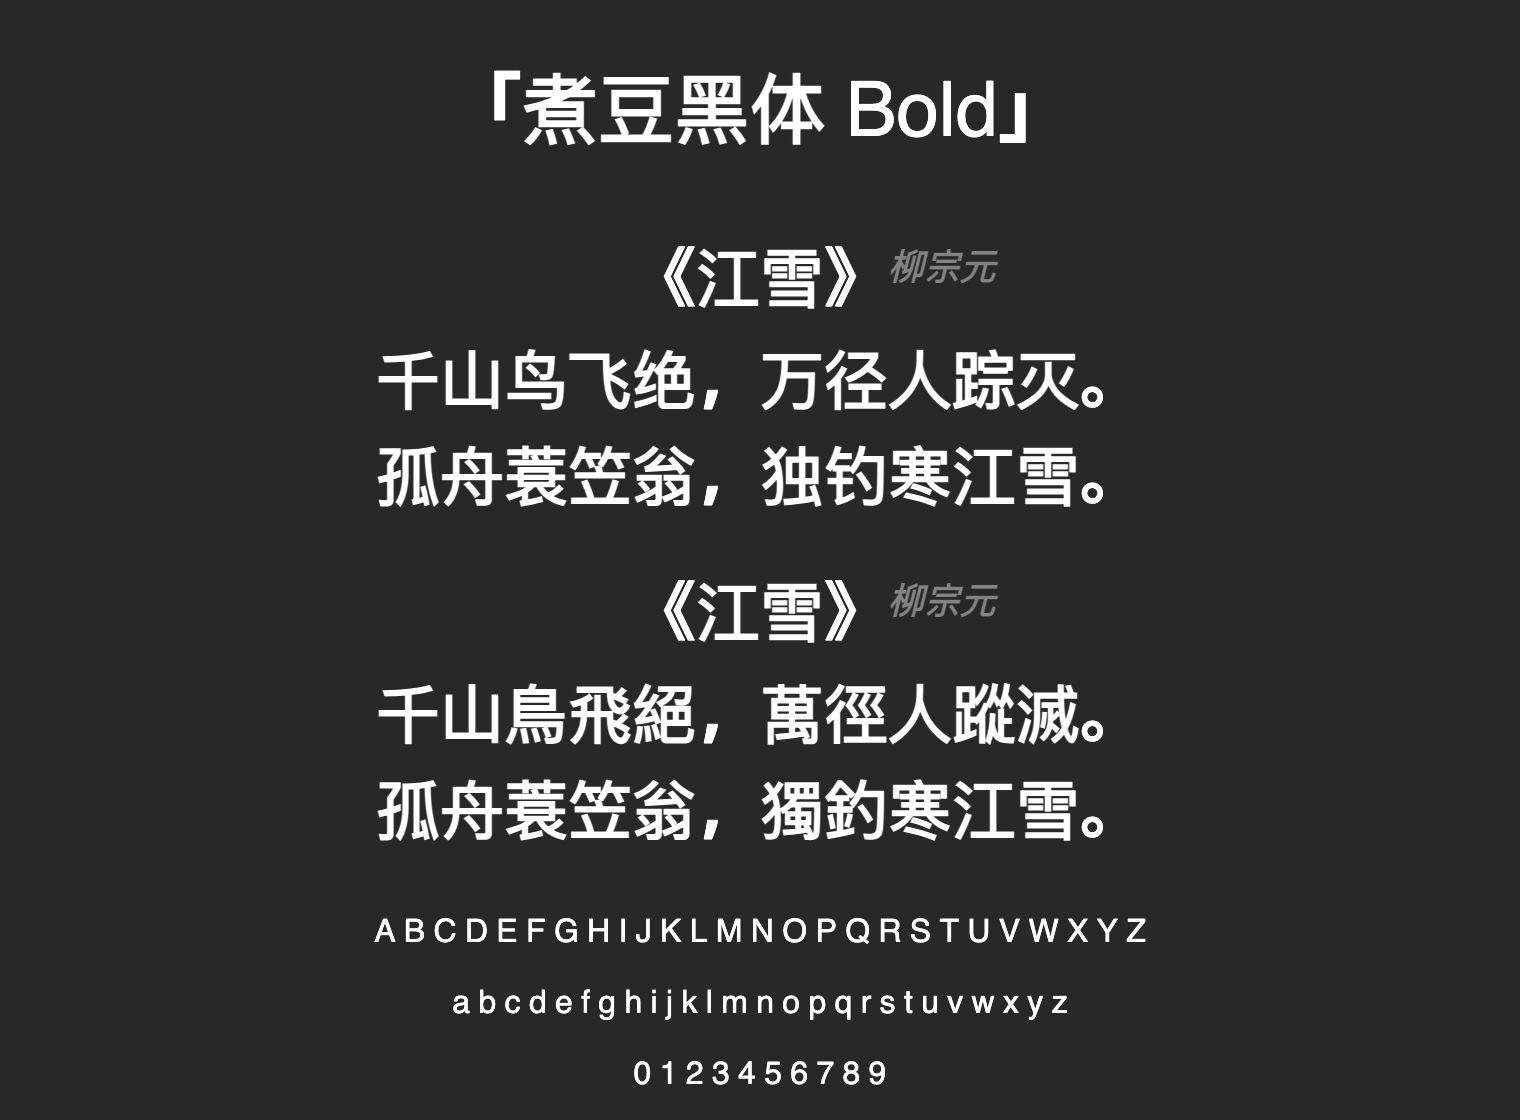 「煮豆黑体 Bold」
《江雪》 柳宗元
千山鸟飞绝，万径人踪灭。
孤舟蓑笠翁，独钓寒江雪。
《江雪》 柳宗元
千山鳥飛絕，萬徑人蹤滅。
孤舟蓑笠翁，獨釣寒江雪。
A B C D E F G H I J K L M N O P Q R S T U V W X Y Z
a b c d e f g h i j k l m n o p q r s t u v w x y z
0 1 2 3 4 5 6 7 8 9